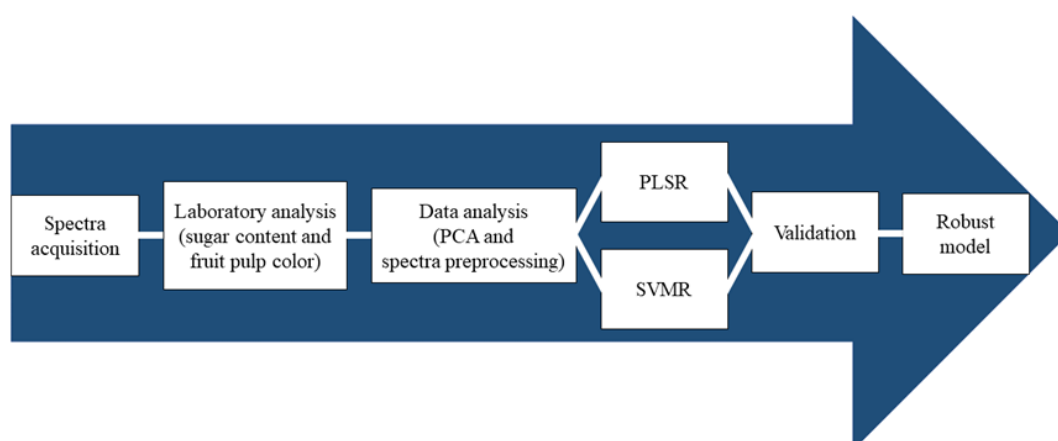 Spectra
acquisition
Laboratory analysis
(sugar content and
fruit pulp color)
Data analysis
(PCA and
spectra preprocessing)
PLSR
SVMR
Validation
Robust
model